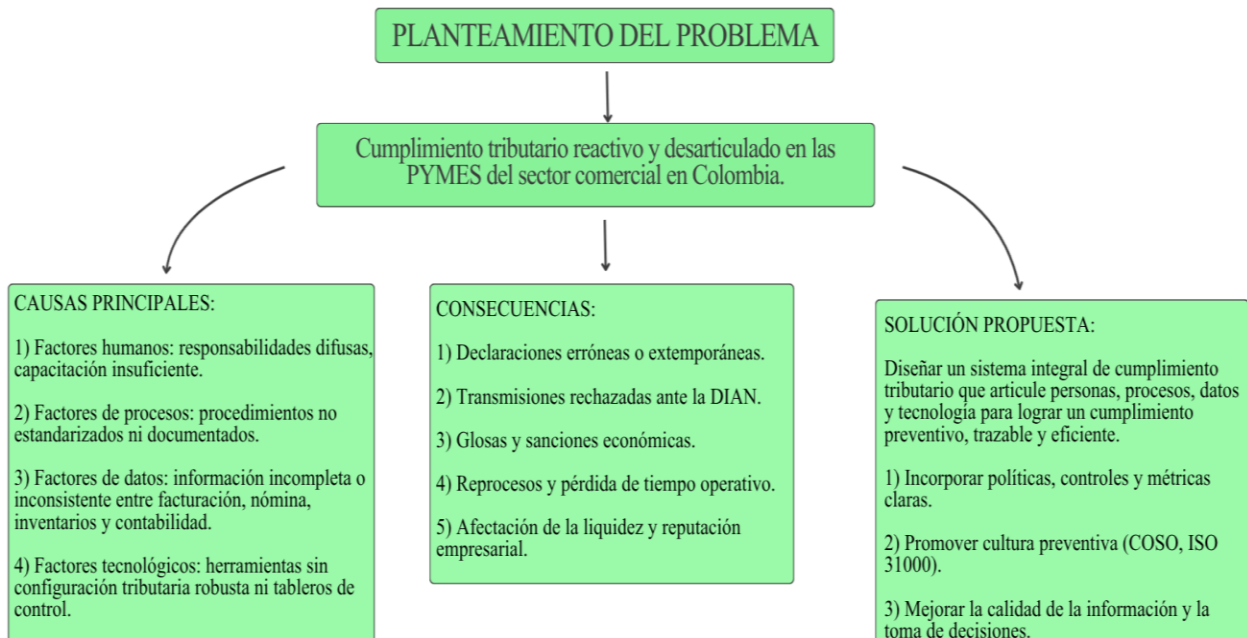 PLANTEAMIENTO DEL PROBLEMA
Cumplimiento tributario reactivo y desarticulado en las
PYMES del sector comercial en Colombia.
CAUSAS PRINCIPALES:
1) Factores humanos: responsabilidades difusas,
capacitación insuficiente.
2) Factores de procesos: procedimientos no
estandarizados ni documentados.
3) Factores de datos: información incompleta o
inconsistente entre facturación, nómina,
inventarios y contabilidad.
4) Factores tecnológicos: herramientas sin
configuración tributaria robusta ni tableros de
control.
CONSECUENCIAS:
1) Declaraciones erróneas o extemporáneas.
2) Transmisiones rechazadas ante la DIAN.
3) Glosas y sanciones económicas.
4) Reprocesos y pérdida de tiempo operativo.
5) Afectación de la liquidez y reputación
empresarial.
SOLUCIÓN PROPUESTA:
Diseñar un sistema integral de cumplimiento
tributario que articule personas, procesos, datos
y tecnología para lograr un cumplimiento
preventivo, trazable y eficiente.
1) Incorporar políticas, controles y métricas
claras.
2) Promover cultura preventiva (COSO, ISO
31000).
3) Mejorar la calidad de la información y la
toma de decisiones.